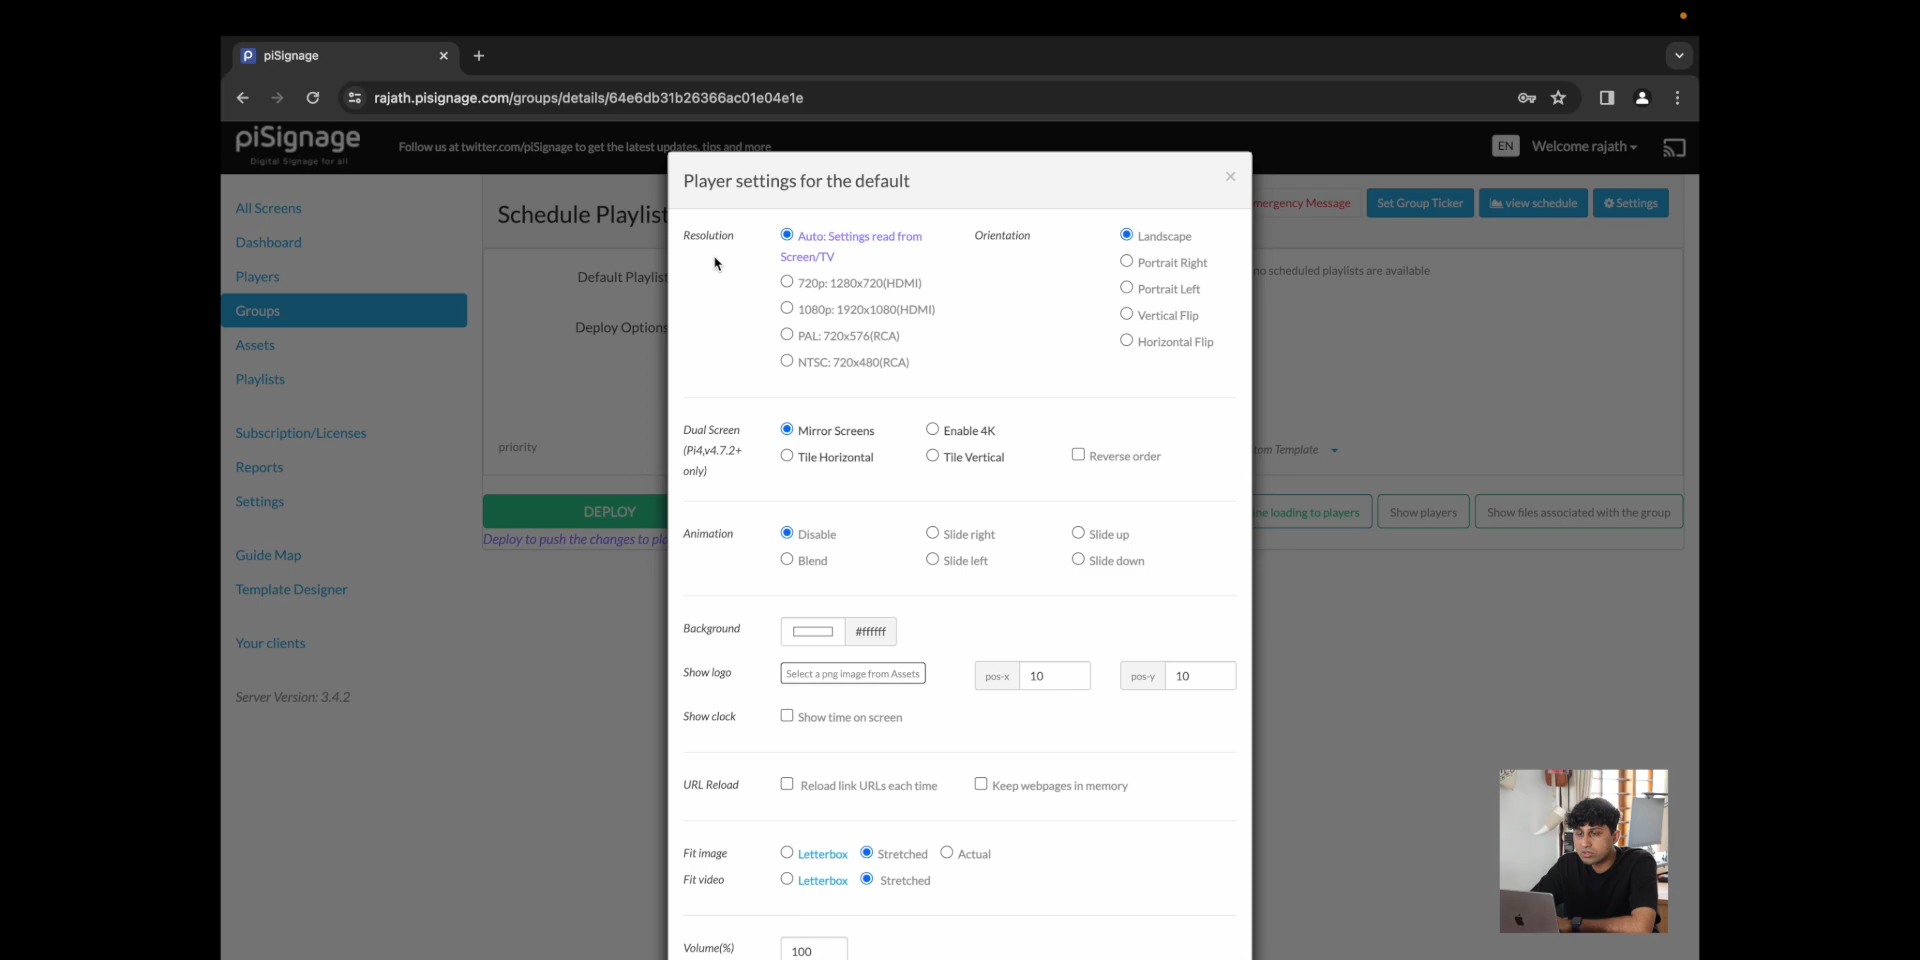 piSignage
rajath.pisignage.com/groups/details/64e6db31b26366ac01e04e1e
piSignage
Digital Signage for all
Follow us at twitter.com/piSignage to get the latest updates, tips and more
EN
Welcome rajath
All Screens
Dashboard
Players
Groups
Assets
Playlists
Subscription/Licenses
Reports
Settings
Guide Map
Template Designer
Your clients
Server Version: 3.4.2
Schedule Playlist
mergency Message
Set Group Ticker
view schedule
Settings
Default Playlist
no scheduled playlists are available
Deploy Options
priority
tom Template
DEPLOY
ne loading to players
Show players
Show files associated with the group
Deploy to push the changes to pl
Player settings for the default
×
Resolution
Auto: Settings read from
Screen/TV
720p: 1280x720(HDMI)
1080p: 1920x1080(HDMI)
PAL: 720x576(RCA)
NTSC: 720x480(RCA)
Orientation
Landscape
Portrait Right
Portrait Left
Vertical Flip
Horizontal Flip
Dual Screen
(Pi4,v4.7.2+
only)
Mirror Screens
Enable 4K
Tile Horizontal
Tile Vertical
Reverse order
Animation
Disable
Slide right
Slide up
Blend
Slide left
Slide down
Background
#ffffff
Show logo
Select a png image from Assets
pos-x
10
pos-y
10
Show clock
Show time on screen
URL Reload
Reload link URLs each time
Keep webpages in memory
Fit image
Letterbox
Stretched
Actual
Fit video
Letterbox
Stretched
Volume(%)
100